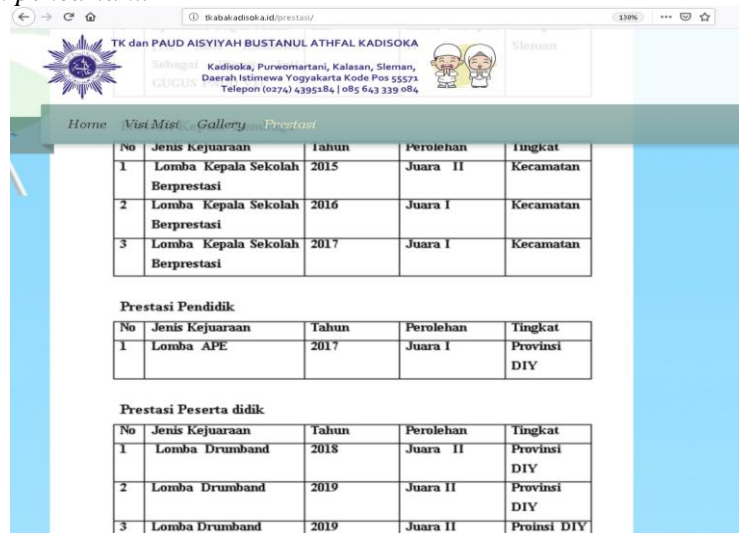 tkabakadisoka.id/prestasi/
130%
TK dan PAUD AISYIYAH BUSTANUL ATHFAL KADISOKA
Sleman
Kadisoka, Purwomartani, Kalasan, Sleman,
Sebagai
Daerah Istimewa Yogyakarta Kode Pos 55571
GUGUS
Telepon (0274) 4395184 | 085 643 339 084
Home Visi Misi Gallery Prestasi
No Jenis Kejuaraan Tahun Perolehan Tingkat
1 Lomba Kepala Sekolah 2015 Juara II Kecamatan
Berprestasi
2 Lomba Kepala Sekolah 2016 Juara I Kecamatan
Berprestasi
3 Lomba Kepala Sekolah 2017 Juara I Kecamatan
Berprestasi
Prestasi Pendidik
No Jenis Kejuaraan Tahun Perolehan Tingkat
1 Lomba APE 2017 Juara I Provinsi
DIY
Prestasi Peserta didik
No Jenis Kejuaraan Tahun Perolehan Tingkat
1 Lomba Drumband 2018 Juara II Provinsi
DIY
2 Lomba Drumband 2019 Juara II Provinsi
DIY
3 Lomba Drumband 2019 Juara II Proinsi DIY